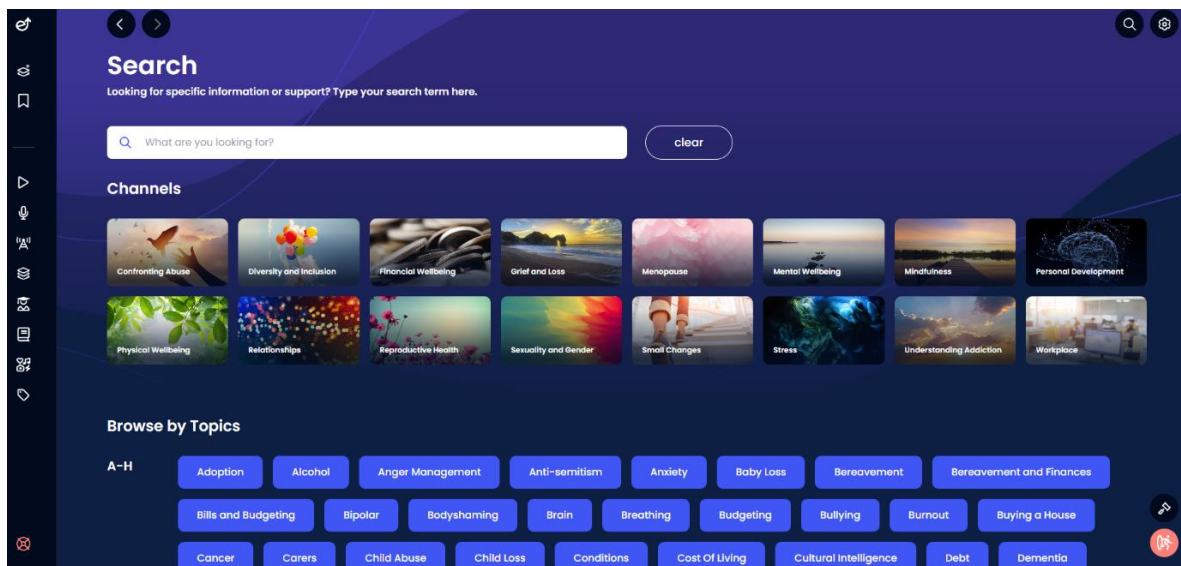 Search
Looking for specific information or support? Type your search term here.
What are you looking for?
clear
Channels
Confronting Abuse
Diversity and Inclusion
Financial Wellbeing
Grief and Loss
Menopause
Mental Wellbeing
Mindfulness
Personal Development
Physical Wellbeing
Relationships
Reproductive Health
Sexuality and Gender
Small Changes
Stress
Understanding Addiction
Workplace
Browse by Topics
A-H
Adoption
Alcohol
Anger Management
Anti-semitism
Anxiety
Baby Loss
Bereavement
Bereavement and Finances
Bills and Budgeting
Bipolar
Bodyshaming
Brain
Breathing
Budgeting
Bullying
Burnout
Buying a House
Cancer
Carers
Child Abuse
Child Loss
Conditions
Cost Of Living
Cultural Intelligence
Debt
Dementia